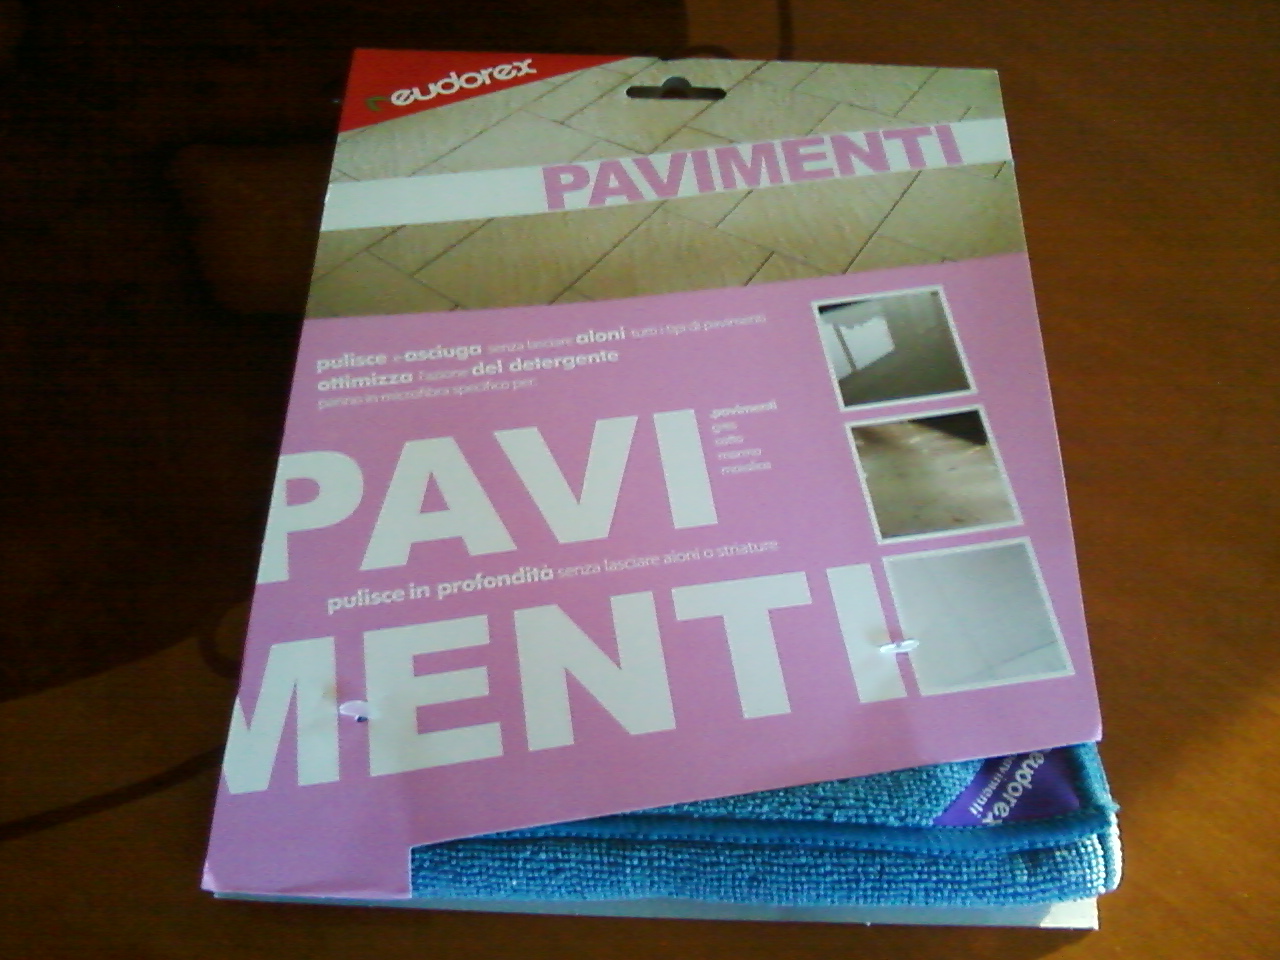 eudorex
PAVIMENTI
pulisce e asciuga senza lasciare aloni tutti i tipi di pavimenti
ottimizza l'azione del detergente
panno in microfibra specifico per:
PAVI
.pavimenti
gres
cotto
marmo
mosaico
pulisce in profondità senza lasciare aloni o striature
MENTI
eudorex
pavimenti